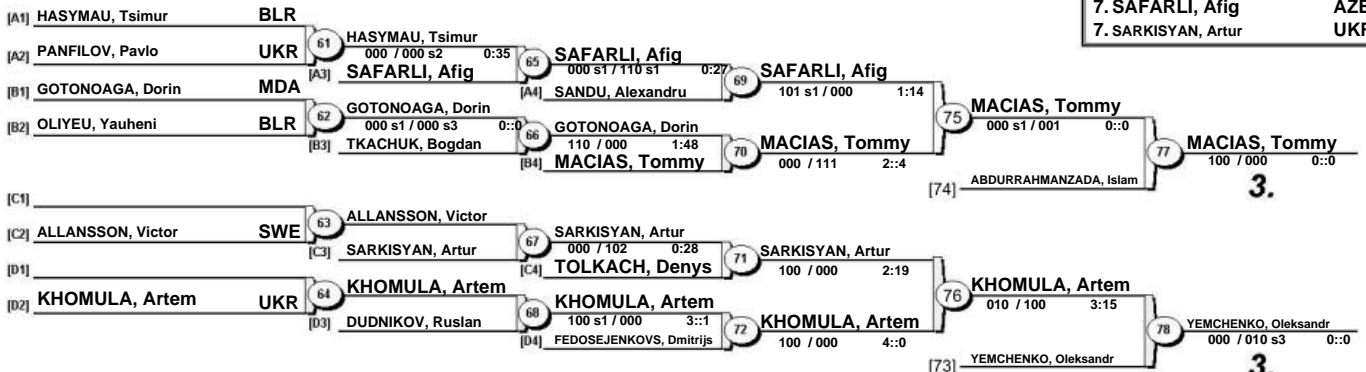 7. SAFARLI, Afig AZE
7. SARKISYAN, Artur UKR
[A1] HASYMAU, Tsimur BLR
[A2] PANFILOV, Pavlo UKR
61
HASYMAU, Tsimur
000 / 000 s2 0:35
[A3] SAFARLI, Afig
65
SAFARLI, Afig
000 s1 / 110 s1 0:27
[A4] SANDU, Alexandru
69
SAFARLI, Afig
101 s1 / 000 1:14
[B1] GOTONOAGA, Dorin MDA
[B2] OLIYEU, Yauheni BLR
62
GOTONOAGA, Dorin
000 s1 / 000 s3 0::0
[B3] TKACHUK, Bogdan
66
GOTONOAGA, Dorin
110 / 000 1:48
[B4] MACIAS, Tommy
70
MACIAS, Tommy
000 / 111 2::4
75
MACIAS, Tommy
000 s1 / 001 0::0
[74] ABDURRAHMANZADA, Islam
77
MACIAS, Tommy
100 / 000 0::0
3.
[C1]
[C2] ALLANSSON, Victor SWE
63
ALLANSSON, Victor
[C3] SARKISYAN, Artur
67
SARKISYAN, Artur
000 / 102 0:28
[C4] TOLKACH, Denys
71
SARKISYAN, Artur
100 / 000 2:19
[D1]
[D2] KHOMULA, Artem UKR
64
KHOMULA, Artem
[D3] DUDNIKOV, Ruslan
68
KHOMULA, Artem
100 s1 / 000 3::1
[D4] FEDOSEJENKOVS, Dmitrijs
72
KHOMULA, Artem
100 / 000 4::0
76
KHOMULA, Artem
010 / 100 3:15
[73] YEMCHENKO, Oleksandr
78
YEMCHENKO, Oleksandr
000 / 010 s3 0::0
3.